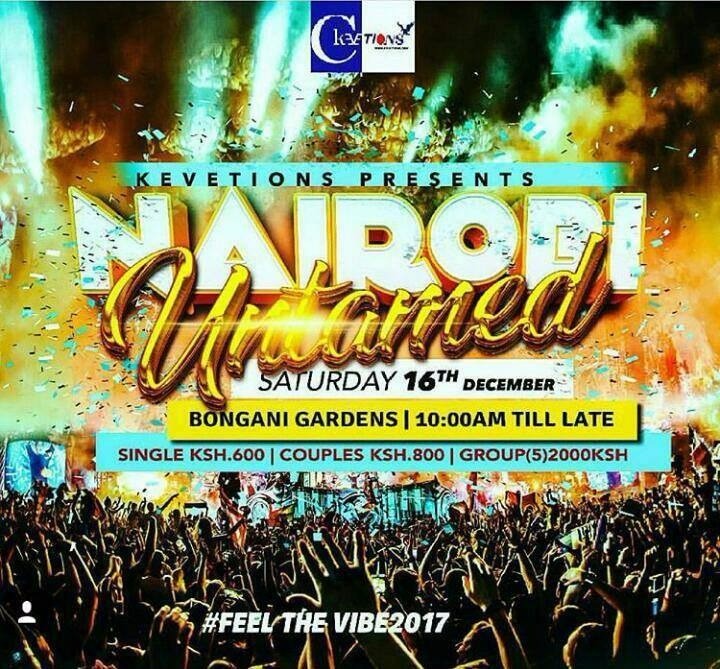 CKEVETIONS
KEVETIONS PRESENTS
NAIROBI
Untamed
SATURDAY 16TH DECEMBER
BONGANI GARDENS | 10:00AM TILL LATE
SINGLE KSH.600 | COUPLES KSH.800 | GROUP(5)2000KSH
#FEEL THE VIBE2017